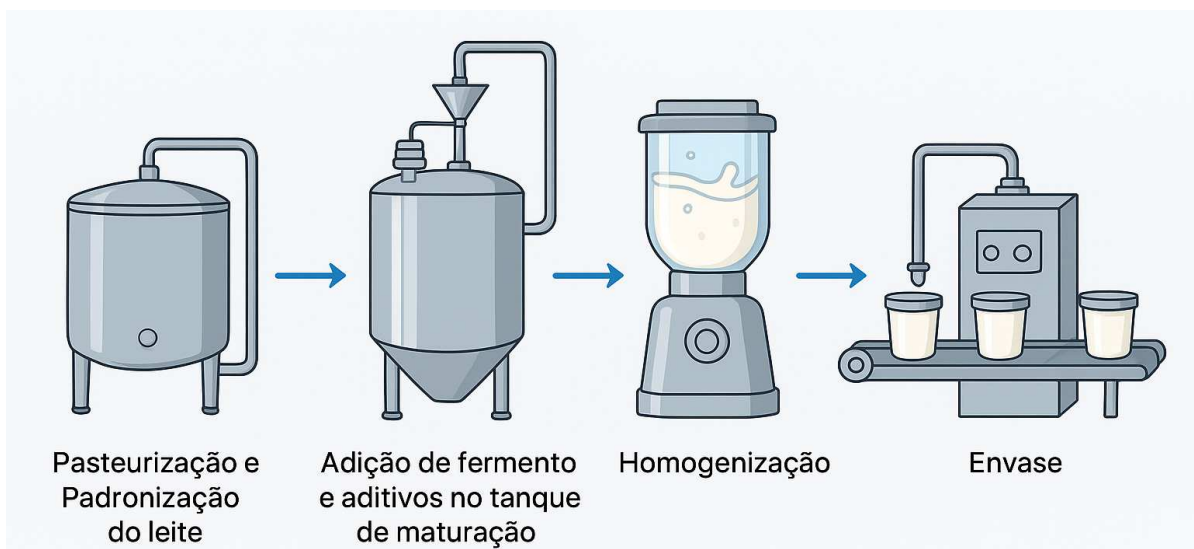 Pasteurização e
Padronização
do leite
Adição de fermento
e aditivos no tanque
de maturação
Homogenização
Envase